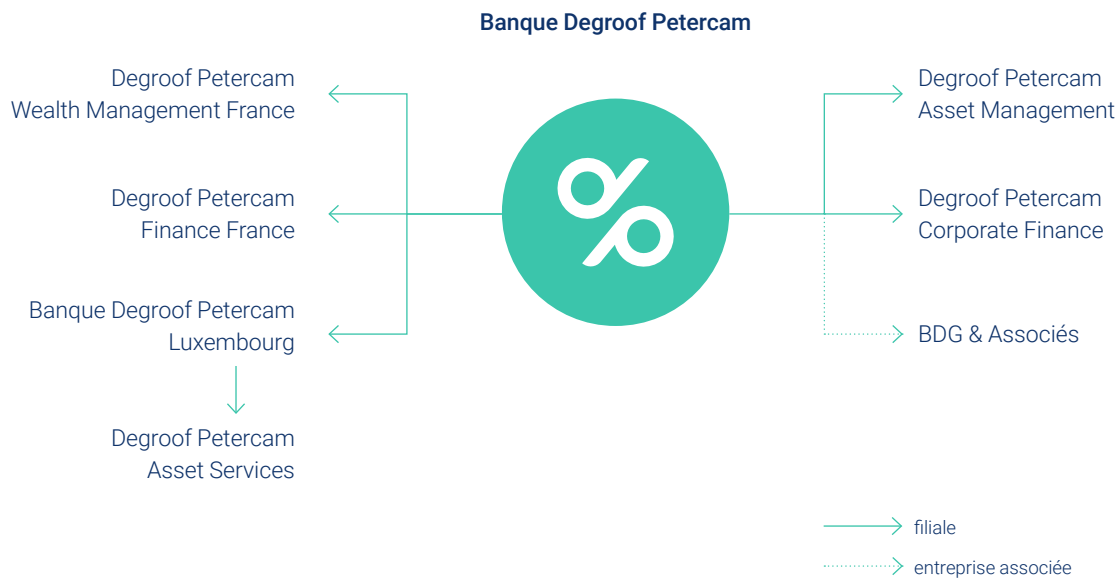 Banque Degroof Petercam
Degroof Petercam
Wealth Management France
Degroof Petercam
Finance France
Banque Degroof Petercam
Luxembourg
Degroof Petercam
Asset Services
Degroof Petercam
Asset Management
Degroof Petercam
Corporate Finance
BDG & Associés
filiale
entreprise associée